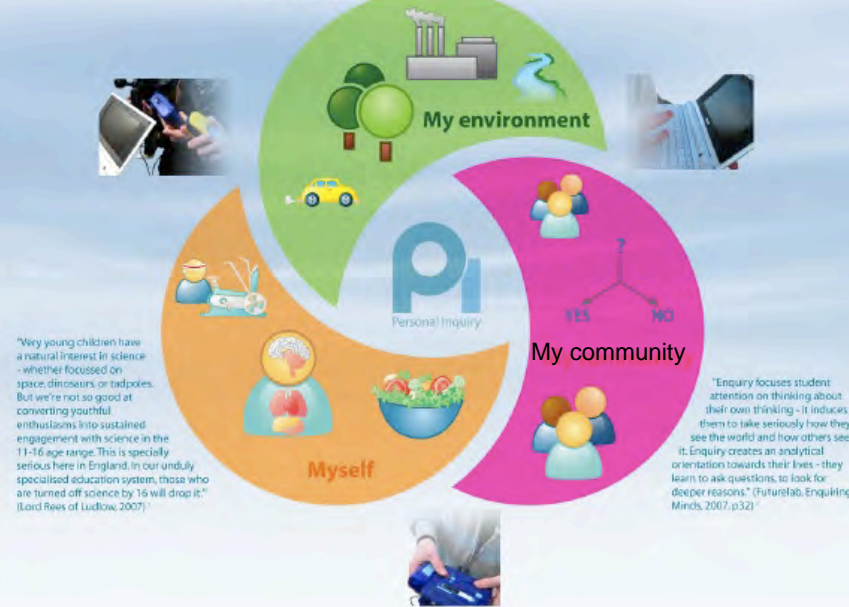 My environment
PI
Personal Inquiry
?
YES
NO
My community
Myself
"Very young children have
a natural interest in science
- whether focussed on
space, dinosaurs or tadpoles.
But we're not so good at
converting youthful
enthusiasms into sustained
engagement with science in the
11-16 age range. This is specially
serious here in England. In our unduly
specialised education system, those who
are turned off science by 16 will drop it."
(Lord Rees of Ludlow, 2007)
"Enquiry focuses student
attention on thinking about
their own thinking - it induces
them to take seriously how they
see the world and how others see
it. Enquiry creates an analytical
orientation towards their lives - they
learn to ask questions, to look for
deeper reasons." (Futurelab, Enquiring
Minds, 2007, p32)